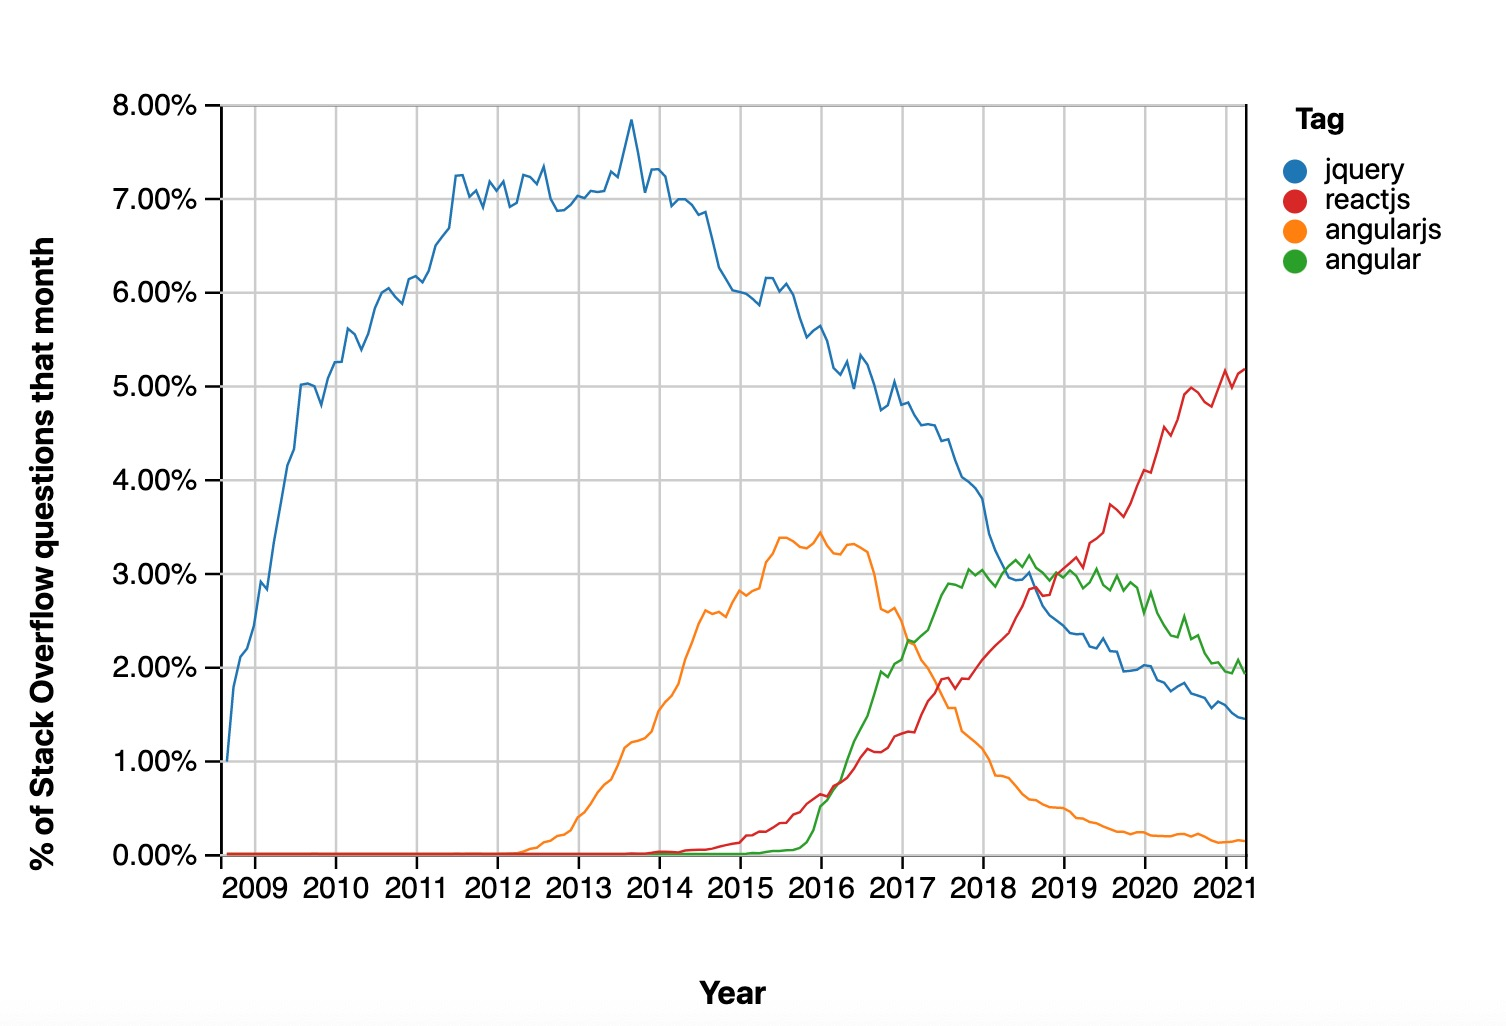 8.00%
7.00%
6.00%
5.00%
4.00%
3.00%
2.00%
1.00%
0.00%
% of Stack Overflow questions that month
2009 2010 2011 2012 2013 2014 2015 2016 2017 2018 2019 2020 2021
Year
Tag
jquery
reactjs
angularjs
angular